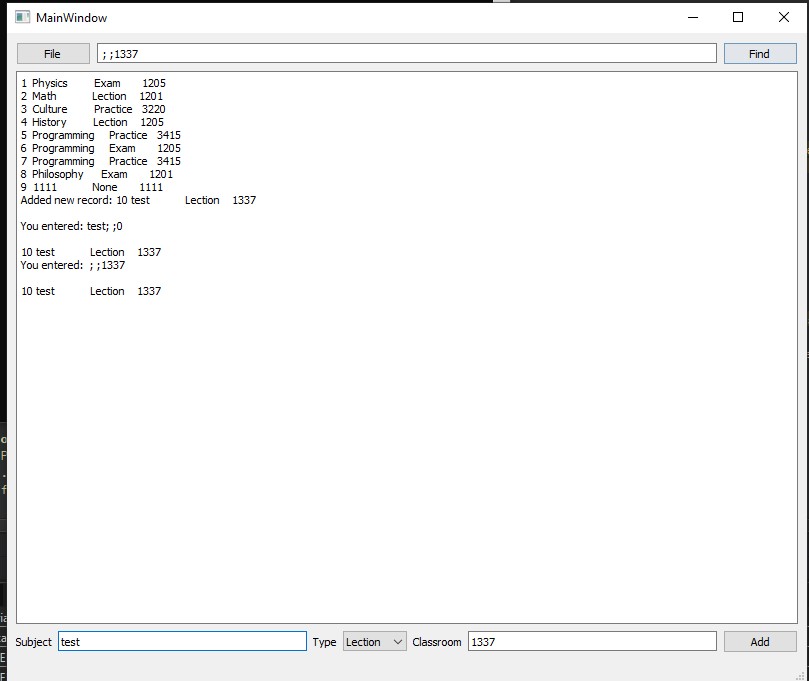 MainWindow
File ; ;1337 Find
1 Physics Exam 1205
2 Math Lection 1201
3 Culture Practice 3220
4 History Lection 1205
5 Programming Practice 3415
6 Programming Exam 1205
7 Programming Practice 3415
8 Philosophy Exam 1201
9 1111 None 1111
Added new record: 10 test Lection 1337
You entered: test; ;0
10 test Lection 1337
You entered: ; ;1337
10 test Lection 1337
Subject test Type Lection Classroom 1337 Add